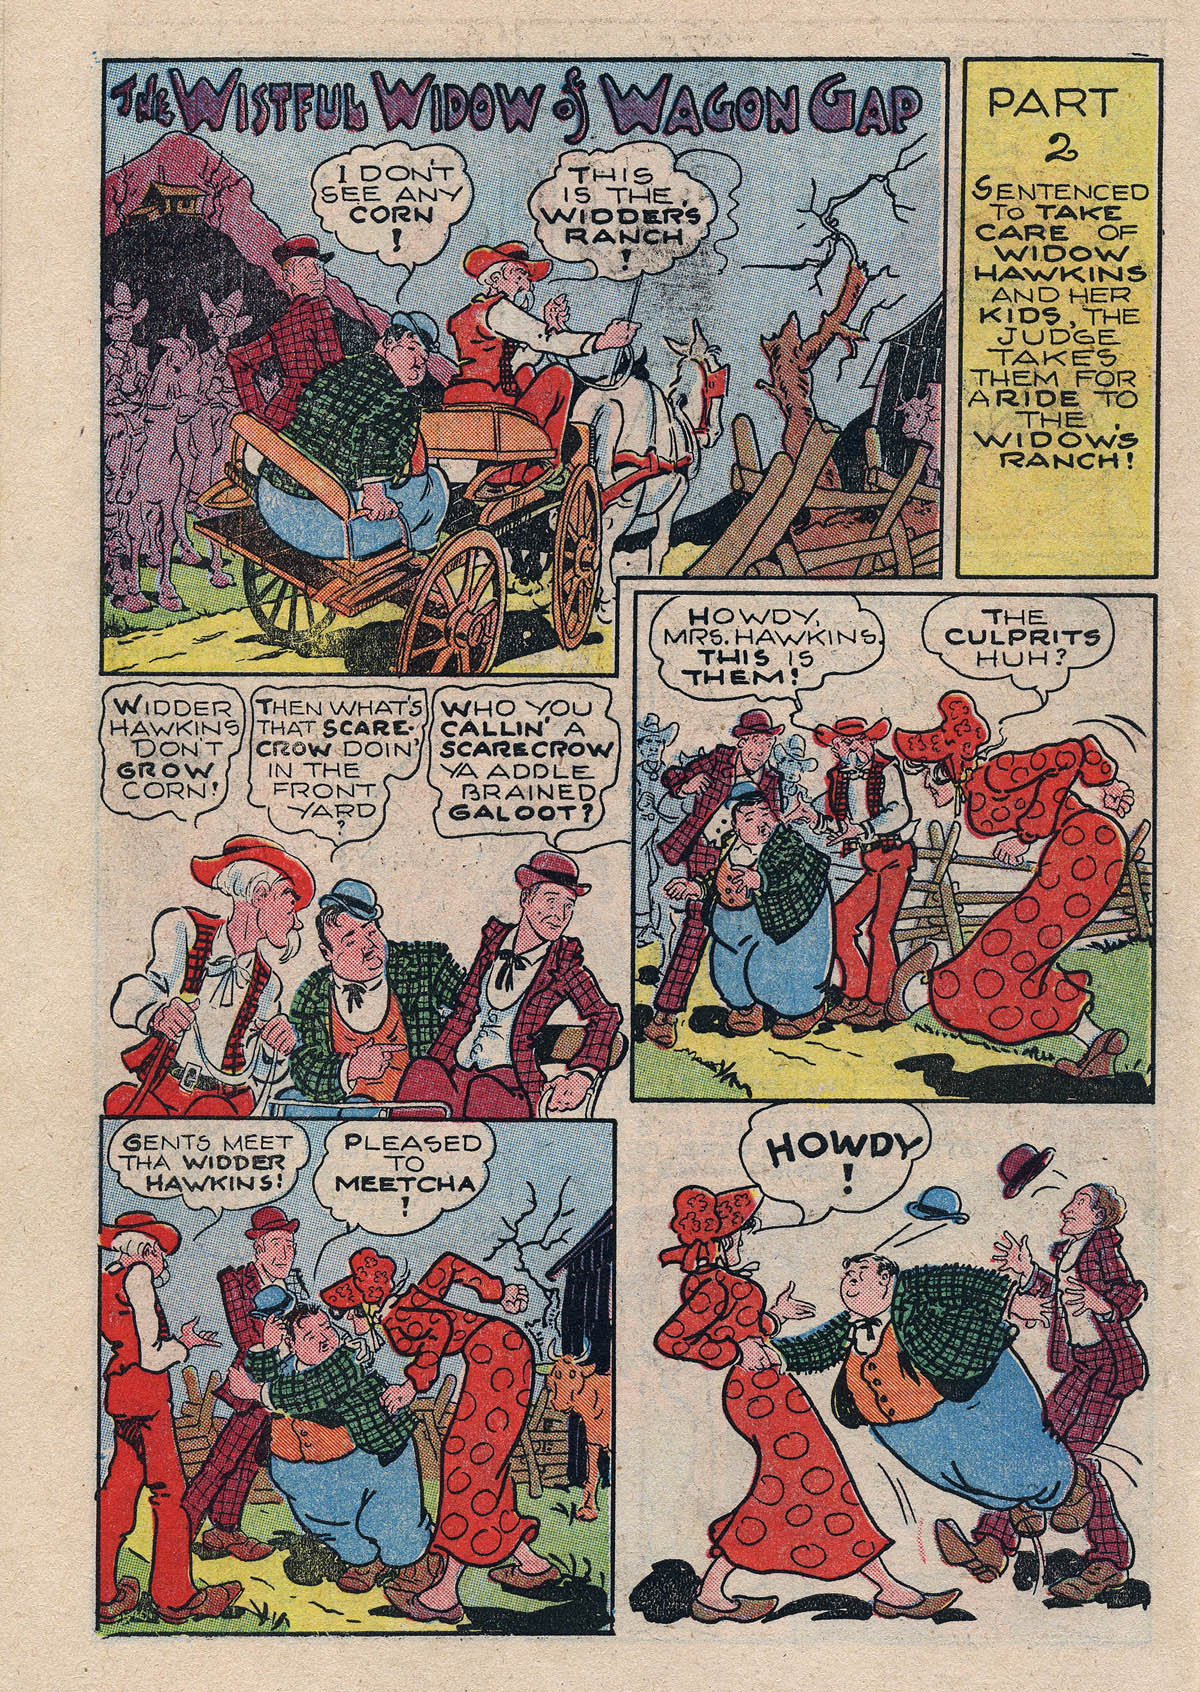 THE WISTFUL WIDOW OF WAGON GAP
I DON'T
SEE ANY
CORN
!
THIS
IS THE
WIDDER'S
RANCH
!
PART
2
SENTENCED
TO TAKE
CARE OF
WIDOW
HAWKINS
AND HER
KIDS, THE
JUDGE
TAKES
THEM FOR
A RIDE TO
THE
WIDOW'S
RANCH!
WIDDER
HAWKINS
DON'T
GROW
CORN!
THEN WHAT'S
THAT SCARE-
CROW DOIN'
IN THE
FRONT
YARD
?
WHO YOU
CALLIN' A
SCARECROW
YA ADDLE
BRAINED
GALOOT?
HOWDY,
MRS. HAWKINS.
THIS IS
THEM!
THE
CULPRITS
HUH?
GENTS MEET
THA WIDDER
HAWKINS!
PLEASED
TO
MEETCHA
!
HOWDY
!